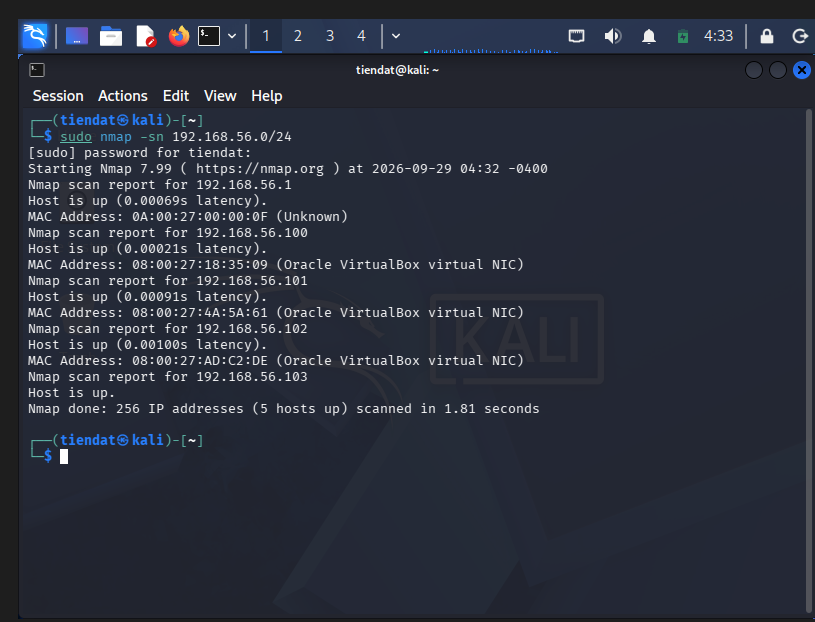 1 2 3 4 4:33
tiendat@kali: ~
Session Actions Edit View Help
┌──(tiendat㉿kali)-[~]
└─$ sudo nmap -sn 192.168.56.0/24
[sudo] password for tiendat:
Starting Nmap 7.99 ( https://nmap.org ) at 2026-09-29 04:32 -0400
Nmap scan report for 192.168.56.1
Host is up (0.00069s latency).
MAC Address: 0A:00:27:00:00:0F (Unknown)
Nmap scan report for 192.168.56.100
Host is up (0.00021s latency).
MAC Address: 08:00:27:18:35:09 (Oracle VirtualBox virtual NIC)
Nmap scan report for 192.168.56.101
Host is up (0.00091s latency).
MAC Address: 08:00:27:4A:5A:61 (Oracle VirtualBox virtual NIC)
Nmap scan report for 192.168.56.102
Host is up (0.00100s latency).
MAC Address: 08:00:27:AD:C2:DE (Oracle VirtualBox virtual NIC)
Nmap scan report for 192.168.56.103
Host is up.
Nmap done: 256 IP addresses (5 hosts up) scanned in 1.81 seconds
┌──(tiendat㉿kali)-[~]
└─$
KALI